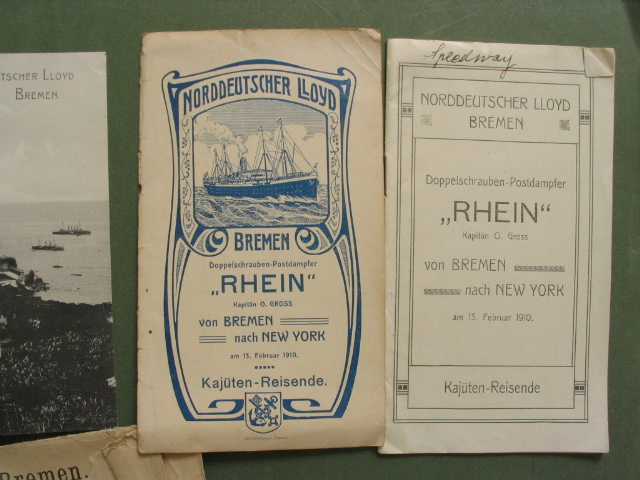 TSCHER LLOYD
BREMEN.
Bremen.
NORDDEUTSCHER LLOYD
BREMEN
Doppelschrauben-Postdampfer
„RHEIN“
Kapitän O. GROSS
von BREMEN
nach NEW YORK
am 13. Februar 1910.
Kajüten-Reisende.
Speedway
NORDDEUTSCHER LLOYD
BREMEN
Doppelschrauben-Postdampfer
„RHEIN“
Kapitän O. Gross
von BREMEN
nach NEW YORK
am 13. Februar 1910.
Kajüten-Reisende